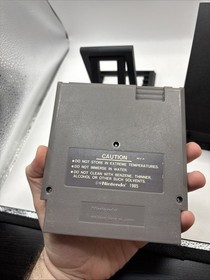 CAUTION
•DO NOT STORE IN EXTREME TEMPERATURES.
•DO NOT IMMERSE IN WATER.
•DO NOT CLEAN WITH BENZENE, THINNER,
ALCOHOL OR OTHER SUCH SOLVENTS.
©Nintendo 1985